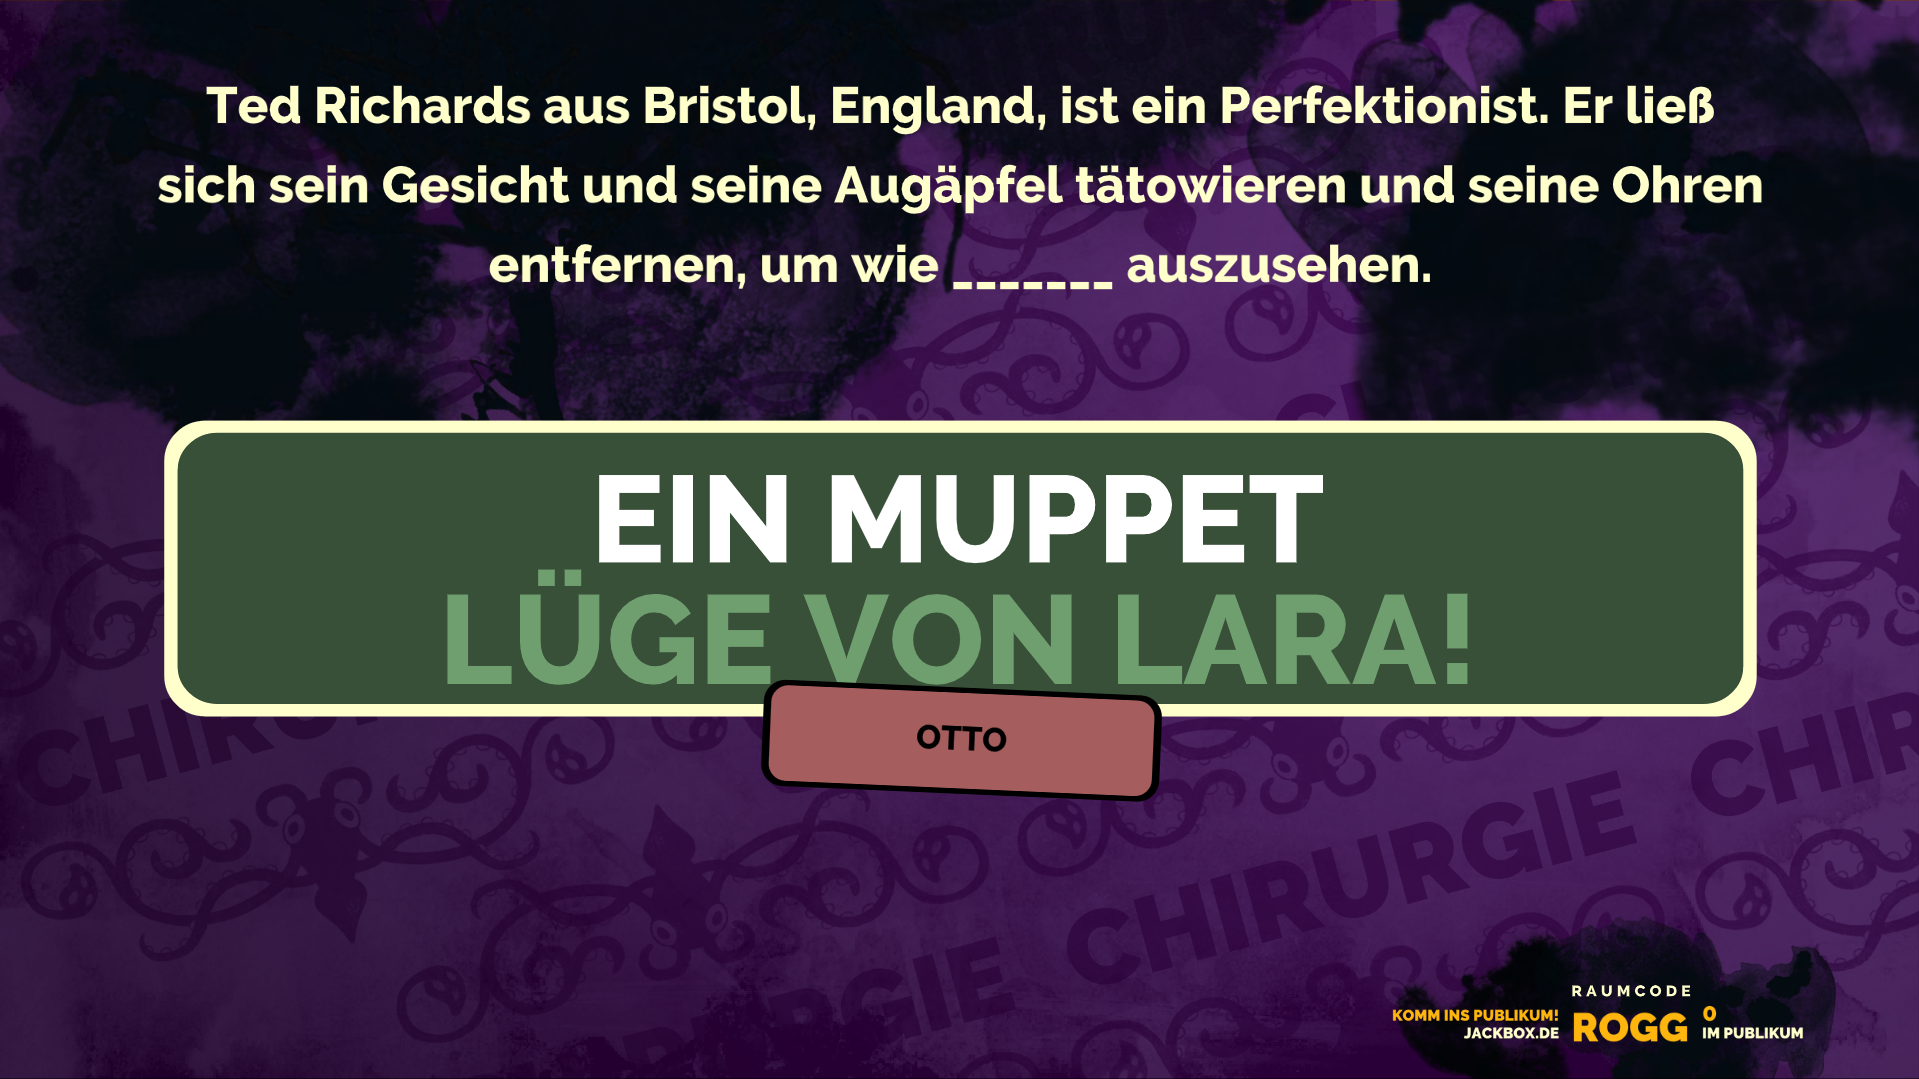 Ted Richards aus Bristol, England, ist ein Perfektionist. Er ließ
sich sein Gesicht und seine Augäpfel tätowieren und seine Ohren
entfernen, um wie _______ auszusehen.
EIN MUPPET
LÜGE VON LARA!
OTTO
CHIRURGIE
CHIRURGIE
RAUMCODE
KOMM INS PUBLIKUM!
JACKBOX.DE
ROGG
0
IM PUBLIKUM